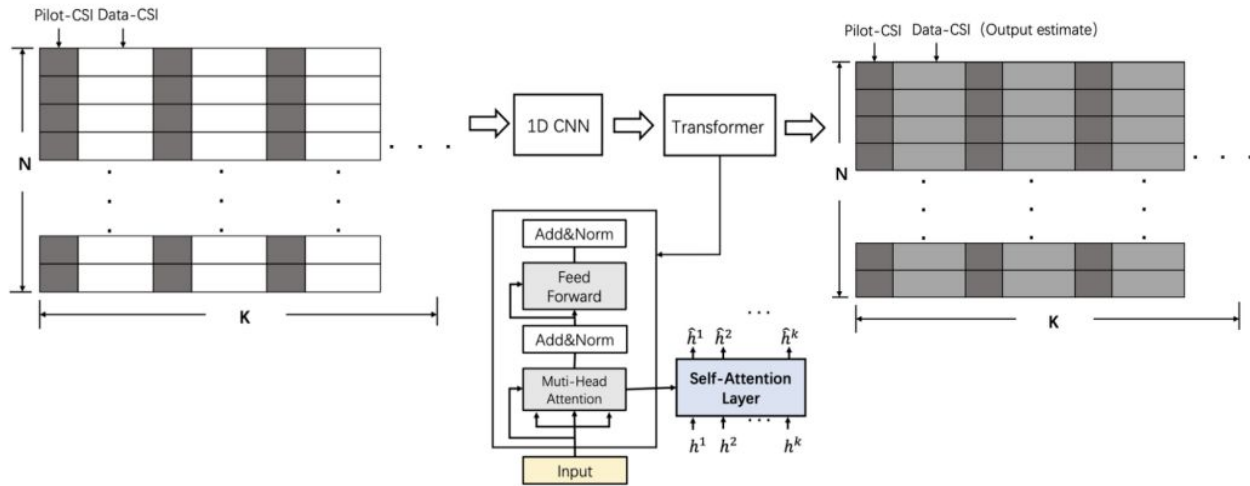 Pilot-CSI Data-CSI
N
K
1D CNN
Transformer
Pilot-CSI Data-CSI (Output estimate)
N
K
Add&Norm
Feed
Forward
Add&Norm
Muti-Head
Attention
Input
ĥ¹ ĥ² ... ĥᵏ
Self-Attention
Layer
h¹ h² ... hᵏ